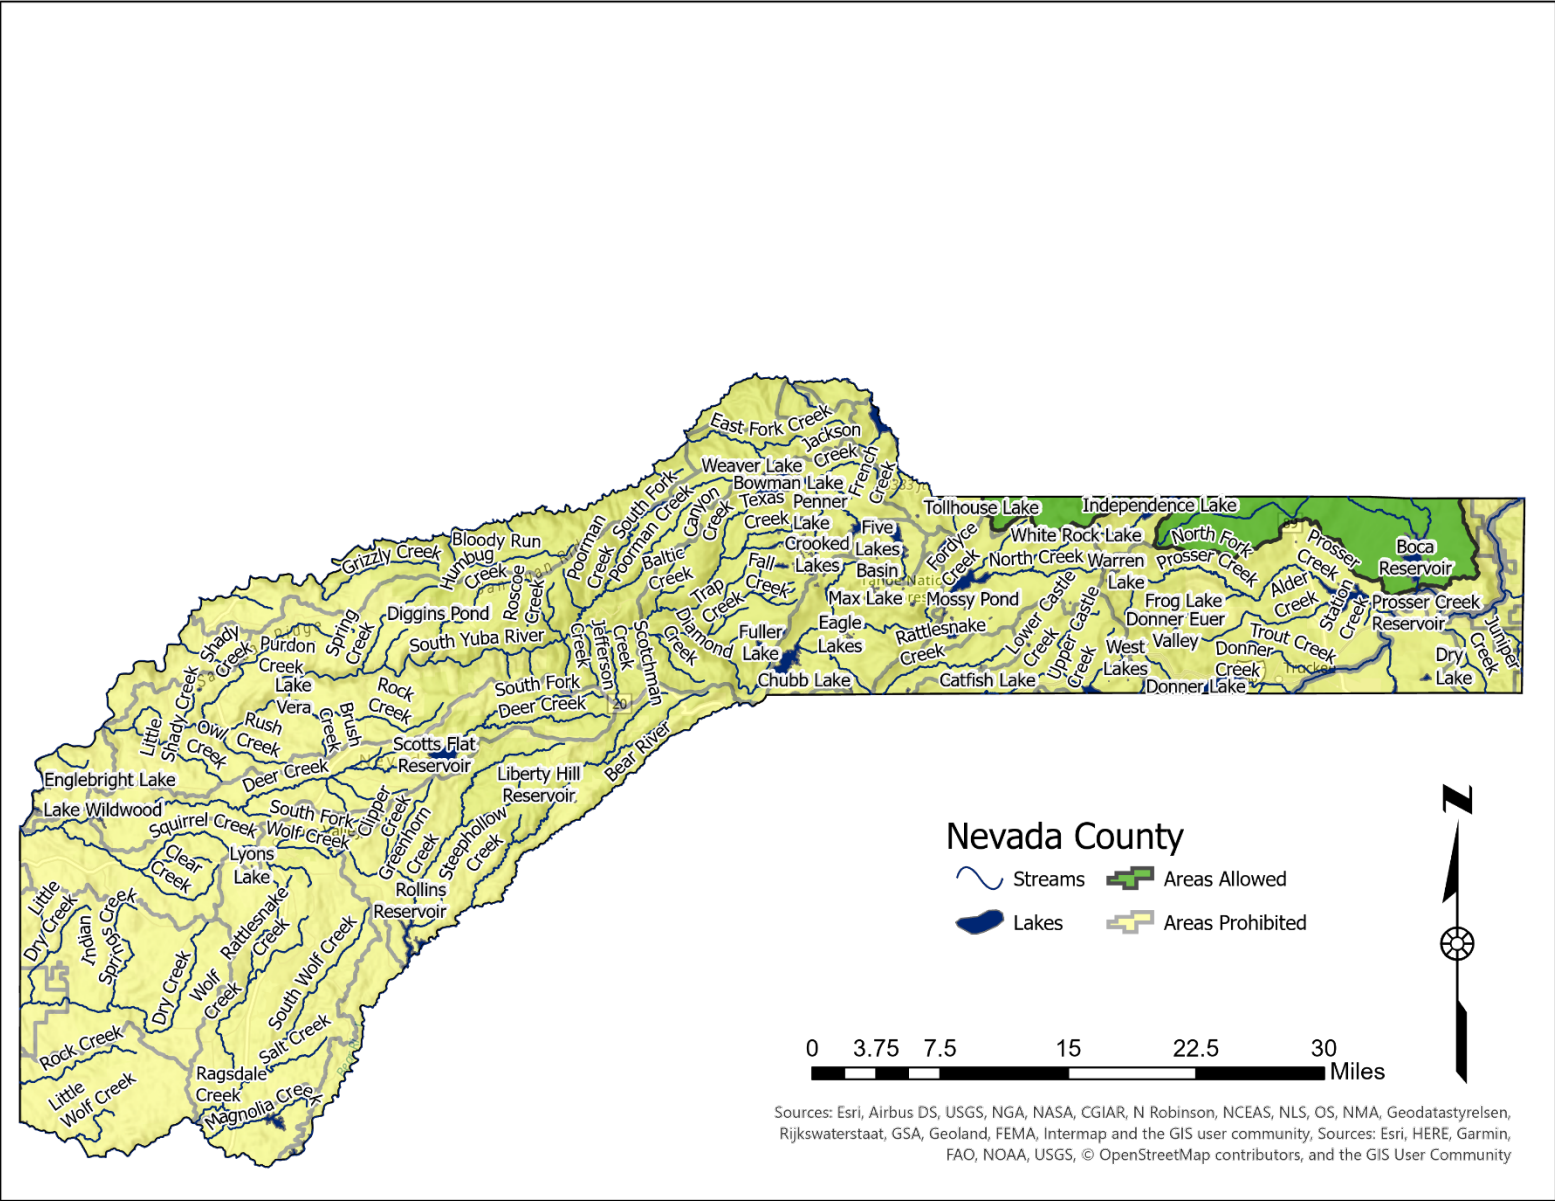 East Fork Creek
Jackson
Creek
French
Creek
Weaver Lake
Bowman Lake
Texas
Creek
Penner
Lake
Canyon
Creek
South Fork
Poorman Creek
Poorman
Creek
Five
Lakes
Basin
Crooked
Lakes
Baltic
Creek
Fall
Creek
Trap
Creek
Diamond
Creek
Bloody Run
Grizzly Creek
Humbug
Creek
Roscoe
Creek
Diggins Pond
South Yuba River
Spring
Creek
Purdon
Creek
Shady
Creek
Lake
Vera
Little
Shady Creek
Owl
Creek
Rush
Creek
Brush
Creek
Rock
Creek
South Fork
Deer Creek
Jefferson
Creek
Scotchman
Creek
20
Fuller
Lake
Eagle
Lakes
Max Lake
Mossy Pond
Chubb Lake
Tollhouse Lake
Independence Lake
White Rock Lake
North Creek
Fordyce
Creek
Warren
Lake
North Fork
Prosser Creek
Prosser
Creek
Boca
Reservoir
Alder
Creek
Station
Creek
Prosser Creek
Reservoir
Frog Lake
Donner Euer
Valley
Rattlesnake
Creek
Lower Castle
Creek
Upper Castle
Creek
West
Lakes
Catfish Lake
Trout Creek
Donner
Creek
Truckee
Donner Lake
Dry
Lake
Juniper
Creek
Scotts Flat
Reservoir
Deer Creek
Englebright Lake
Lake Wildwood
Liberty Hill
Reservoir
Bear River
Squirrel Creek
South Fork
Wolf Creek
Clipper
Creek
Greenhorn
Creek
Steephollow
Creek
Clear
Creek
Lyons
Lake
Rollins
Reservoir
Little
Dry Creek
Indian
Springs Creek
Rattlesnake
Creek
Dry Creek
Wolf
Creek
South Wolf Creek
Salt Creek
Rock Creek
Little
Wolf Creek
Ragsdale
Creek
Magnolia Creek
Nevada County
Streams
Areas Allowed
Lakes
Areas Prohibited
N
0 3.75 7.5 15 22.5 30
Miles
Sources: Esri, Airbus DS, USGS, NGA, NASA, CGIAR, N Robinson, NCEAS, NLS, OS, NMA, Geodatastyrelsen,
Rijkswaterstaat, GSA, Geoland, FEMA, Intermap and the GIS user community, Sources: Esri, HERE, Garmin,
FAO, NOAA, USGS, © OpenStreetMap contributors, and the GIS User Community